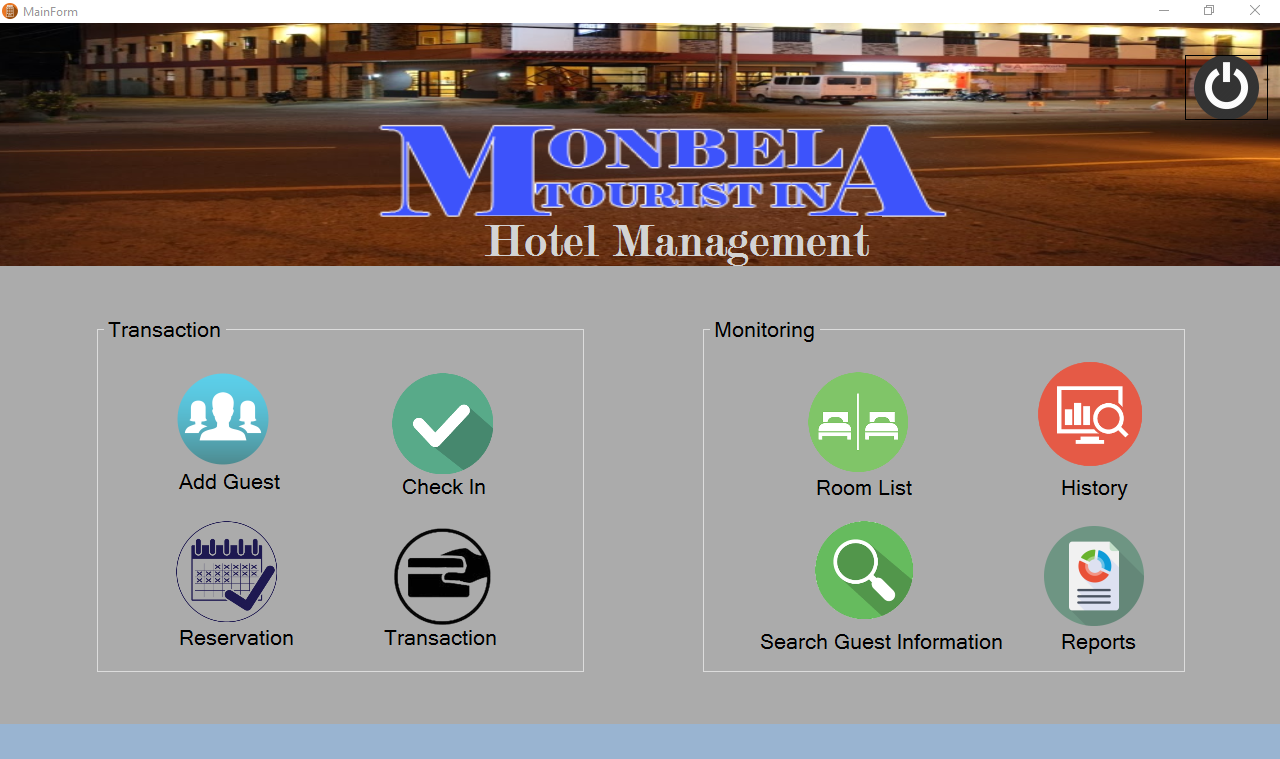 MainForm
MONBELA
TOURIST IN
Hotel Management
Transaction
Monitoring
Add Guest
Check In
Room List
History
Reservation
Transaction
Search Guest Information
Reports